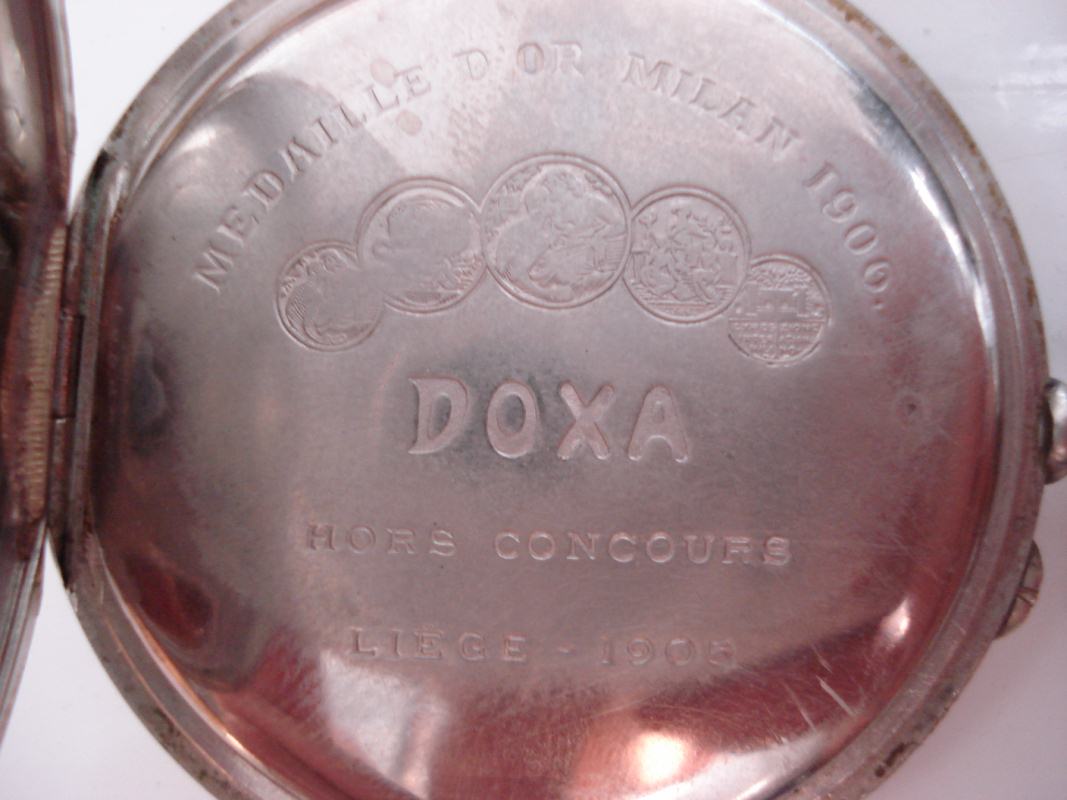 MEDAILLE D'OR MILAN 1906.
DOXA
HORS CONCOURS
LIEGE - 1905